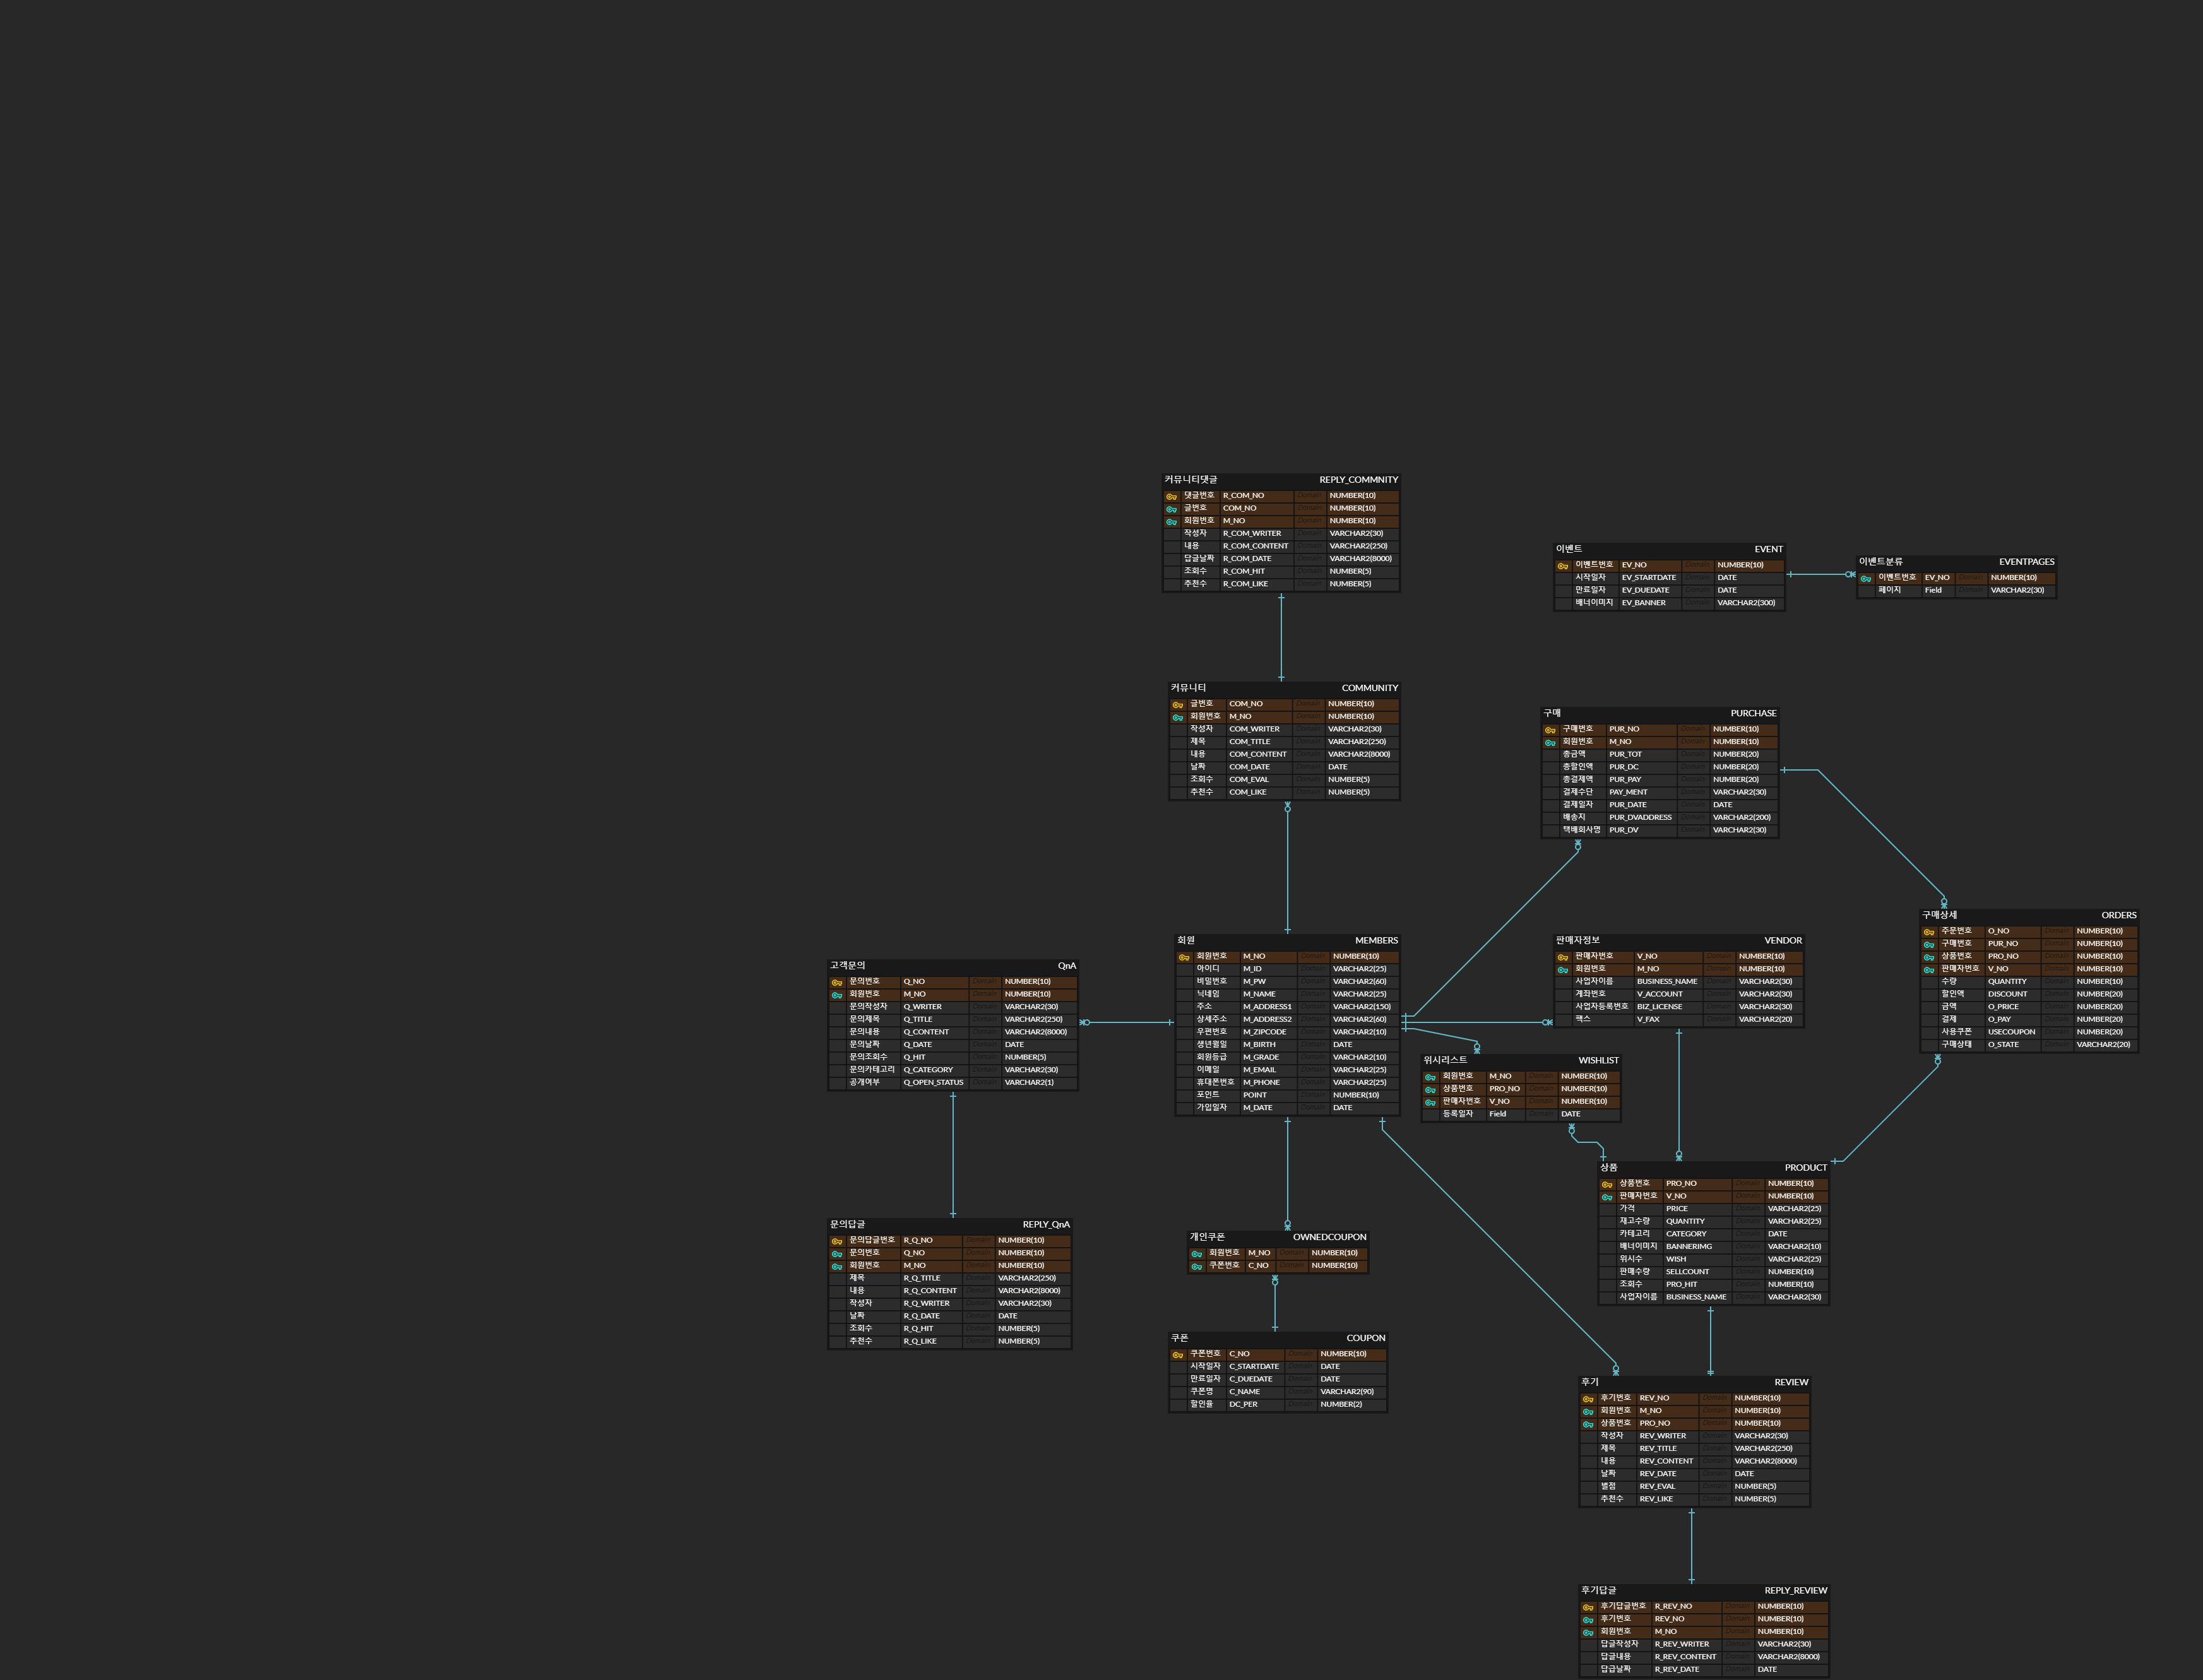 커뮤니티댓글 REPLY_COMMNITY
댓글번호 R_COM_NO Domain NUMBER(10)
글번호 COM_NO Domain NUMBER(10)
회원번호 M_NO Domain NUMBER(10)
작성자 R_COM_WRITER Domain VARCHAR2(30)
내용 R_COM_CONTENT Domain VARCHAR2(250)
답글날짜 R_COM_DATE Domain VARCHAR2(8000)
조회수 R_COM_HIT Domain NUMBER(5)
추천수 R_COM_LIKE Domain NUMBER(5)
이벤트 EVENT
이벤트번호 EV_NO Domain NUMBER(10)
시작일자 EV_STARTDATE Domain DATE
만료일자 EV_DUEDATE Domain DATE
배너이미지 EV_BANNER Domain VARCHAR2(300)
이벤트분류 EVENTPAGES
이벤트번호 EV_NO Domain NUMBER(10)
페이지 Field Domain VARCHAR2(30)
커뮤니티 COMMUNITY
글번호 COM_NO Domain NUMBER(10)
회원번호 M_NO Domain NUMBER(10)
작성자 COM_WRITER Domain VARCHAR2(30)
제목 COM_TITLE Domain VARCHAR2(250)
내용 COM_CONTENT Domain VARCHAR2(8000)
날짜 COM_DATE Domain DATE
조회수 COM_EVAL Domain NUMBER(5)
추천수 COM_LIKE Domain NUMBER(5)
구매 PURCHASE
구매번호 PUR_NO Domain NUMBER(10)
회원번호 M_NO Domain NUMBER(10)
총금액 PUR_TOT Domain NUMBER(20)
총할인액 PUR_DC Domain NUMBER(20)
총결제액 PUR_PAY Domain NUMBER(20)
결제수단 PAY_MENT Domain VARCHAR2(30)
결제일자 PUR_DATE Domain DATE
배송지 PUR_DVADDRESS Domain VARCHAR2(200)
택배회사명 PUR_DV Domain VARCHAR2(30)
구매상세 ORDERS
주문번호 O_NO Domain NUMBER(10)
구매번호 PUR_NO Domain NUMBER(10)
상품번호 PRO_NO Domain NUMBER(10)
판매자번호 V_NO Domain NUMBER(10)
수량 QUANTITY Domain NUMBER(10)
할인액 DISCOUNT Domain NUMBER(20)
금액 O_PRICE Domain NUMBER(20)
결제 O_PAY Domain NUMBER(20)
사용쿠폰 USECOUPON Domain NUMBER(20)
구매상태 O_STATE Domain VARCHAR2(20)
회원 MEMBERS
회원번호 M_NO Domain NUMBER(10)
아이디 M_ID Domain VARCHAR2(25)
비밀번호 M_PW Domain VARCHAR2(60)
닉네임 M_NAME Domain VARCHAR2(25)
주소 M_ADDRESS1 Domain VARCHAR2(150)
상세주소 M_ADDRESS2 Domain VARCHAR2(60)
우편번호 M_ZIPCODE Domain VARCHAR2(10)
생년월일 M_BIRTH Domain DATE
회원등급 M_GRADE Domain VARCHAR2(10)
이메일 M_EMAIL Domain VARCHAR2(25)
휴대폰번호 M_PHONE Domain VARCHAR2(25)
포인트 POINT Domain NUMBER(10)
가입일자 M_DATE Domain DATE
판매자정보 VENDOR
판매자번호 V_NO Domain NUMBER(10)
회원번호 M_NO Domain NUMBER(10)
사업자이름 BUSINESS_NAME Domain VARCHAR2(30)
계좌번호 V_ACCOUNT Domain VARCHAR2(30)
사업자등록번호 BIZ_LICENSE Domain VARCHAR2(30)
팩스 V_FAX Domain VARCHAR2(20)
고객문의 QnA
문의번호 Q_NO Domain NUMBER(10)
회원번호 M_NO Domain NUMBER(10)
문의작성자 Q_WRITER Domain VARCHAR2(30)
문의제목 Q_TITLE Domain VARCHAR2(250)
문의내용 Q_CONTENT Domain VARCHAR2(8000)
문의날짜 Q_DATE Domain DATE
문의조회수 Q_HIT Domain NUMBER(5)
문의카테고리 Q_CATEGORY Domain VARCHAR2(30)
공개여부 Q_OPEN_STATUS Domain VARCHAR2(1)
위시리스트 WISHLIST
회원번호 M_NO Domain NUMBER(10)
상품번호 PRO_NO Domain NUMBER(10)
판매자번호 V_NO Domain NUMBER(10)
등록일자 Field Domain DATE
상품 PRODUCT
상품번호 PRO_NO Domain NUMBER(10)
판매자번호 V_NO Domain NUMBER(10)
가격 PRICE Domain VARCHAR2(25)
재고수량 QUANTITY Domain VARCHAR2(25)
카테고리 CATEGORY Domain DATE
배너이미지 BANNERIMG Domain VARCHAR2(10)
위시수 WISH Domain VARCHAR2(25)
판매수량 SELLCOUNT Domain NUMBER(10)
조회수 PRO_HIT Domain NUMBER(10)
사업자이름 BUSINESS_NAME Domain VARCHAR2(30)
문의답글 REPLY_QnA
문의답글번호 R_Q_NO Domain NUMBER(10)
문의번호 Q_NO Domain NUMBER(10)
회원번호 M_NO Domain NUMBER(10)
제목 R_Q_TITLE Domain VARCHAR2(250)
내용 R_Q_CONTENT Domain VARCHAR2(8000)
작성자 R_Q_WRITER Domain VARCHAR2(30)
날짜 R_Q_DATE Domain DATE
조회수 R_Q_HIT Domain NUMBER(5)
추천수 R_Q_LIKE Domain NUMBER(5)
개인쿠폰 OWNEDCOUPON
회원번호 M_NO Domain NUMBER(10)
쿠폰번호 C_NO Domain NUMBER(10)
쿠폰 COUPON
쿠폰번호 C_NO Domain NUMBER(10)
시작일자 C_STARTDATE Domain DATE
만료일자 C_DUEDATE Domain DATE
쿠폰명 C_NAME Domain VARCHAR2(90)
할인율 DC_PER Domain NUMBER(2)
후기 REVIEW
후기번호 REV_NO Domain NUMBER(10)
회원번호 M_NO Domain NUMBER(10)
상품번호 PRO_NO Domain NUMBER(10)
작성자 REV_WRITER Domain VARCHAR2(30)
제목 REV_TITLE Domain VARCHAR2(250)
내용 REV_CONTENT Domain VARCHAR2(8000)
날짜 REV_DATE Domain DATE
별점 REV_EVAL Domain NUMBER(5)
추천수 REV_LIKE Domain NUMBER(5)
후기답글 REPLY_REVIEW
후기답글번호 R_REV_NO Domain NUMBER(10)
후기번호 REV_NO Domain NUMBER(10)
회원번호 M_NO Domain NUMBER(10)
답글작성자 R_REV_WRITER Domain VARCHAR2(30)
답글내용 R_REV_CONTENT Domain VARCHAR2(8000)
답급날짜 R_REV_DATE Domain DATE